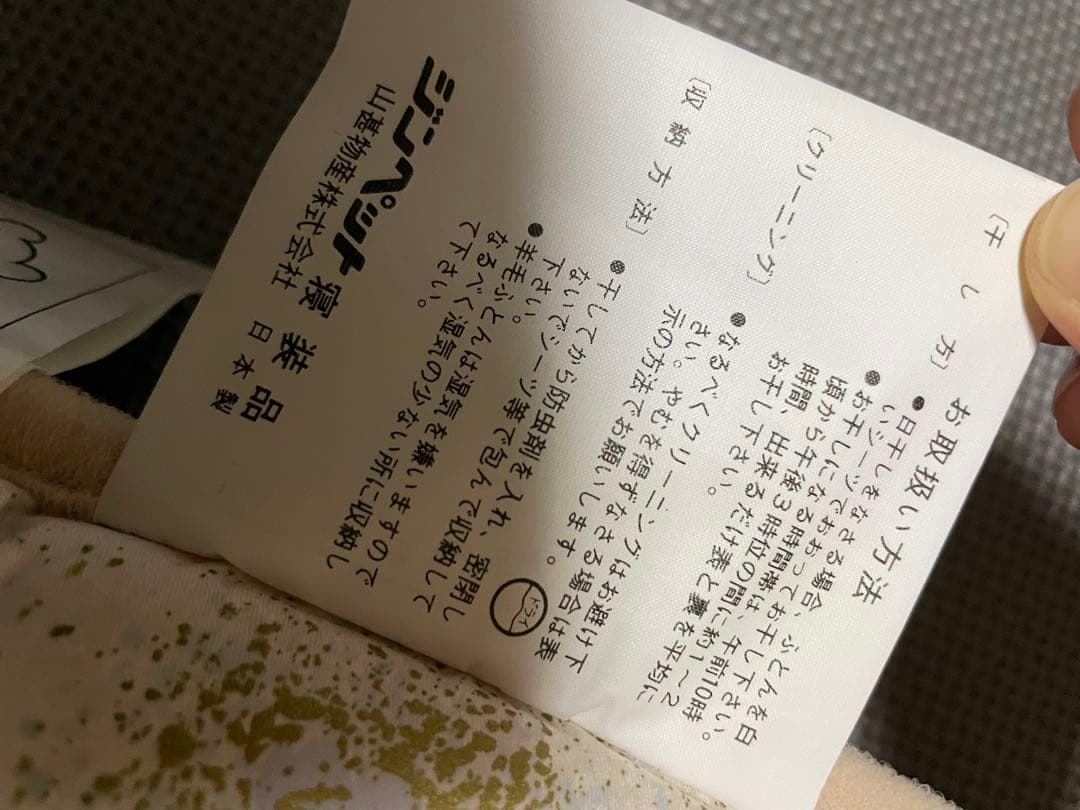 お取扱い方法
〔干し方〕
●日干しをなさる場合、ふとんを白
いシーツでおおってお干し下さい。
●お干しになる時間帯は、午前10時
頃から午後3時位の間に約1〜2
時間、出来るだけ表と裏を平均に
お干し下さい。
〔クリーニング〕
●なるべくクリーニングはお避け下
さい。やむを得ずなさる場合は表
示の方法でお願いします。
ドライ
〔収納方法〕
●干してから防虫剤を入れ、密閉し
ないでシーツ等で包んで収納して
下さい。
●羊毛ふとんは湿気を嫌いますので
なるべく湿気の少ない所に収納し
て下さい。
ジンペット寝装品
山甚物産株式会社
日本製